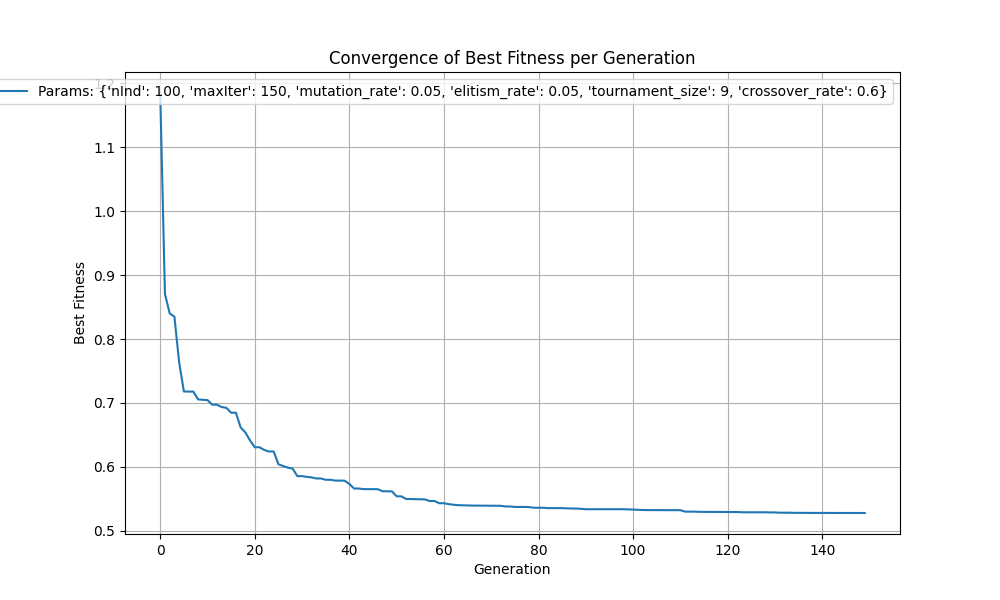 Convergence of Best Fitness per Generation
1.2
Params: {'nInd': 100, 'maxIter': 150, 'mutation_rate': 0.05, 'elitism_rate': 0.05, 'tournament_size': 9, 'crossover_rate': 0.6}
1.1
1.0
0.9
0.8
0.7
0.6
0.5
Best Fitness
0 20 40 60 80 100 120 140
Generation